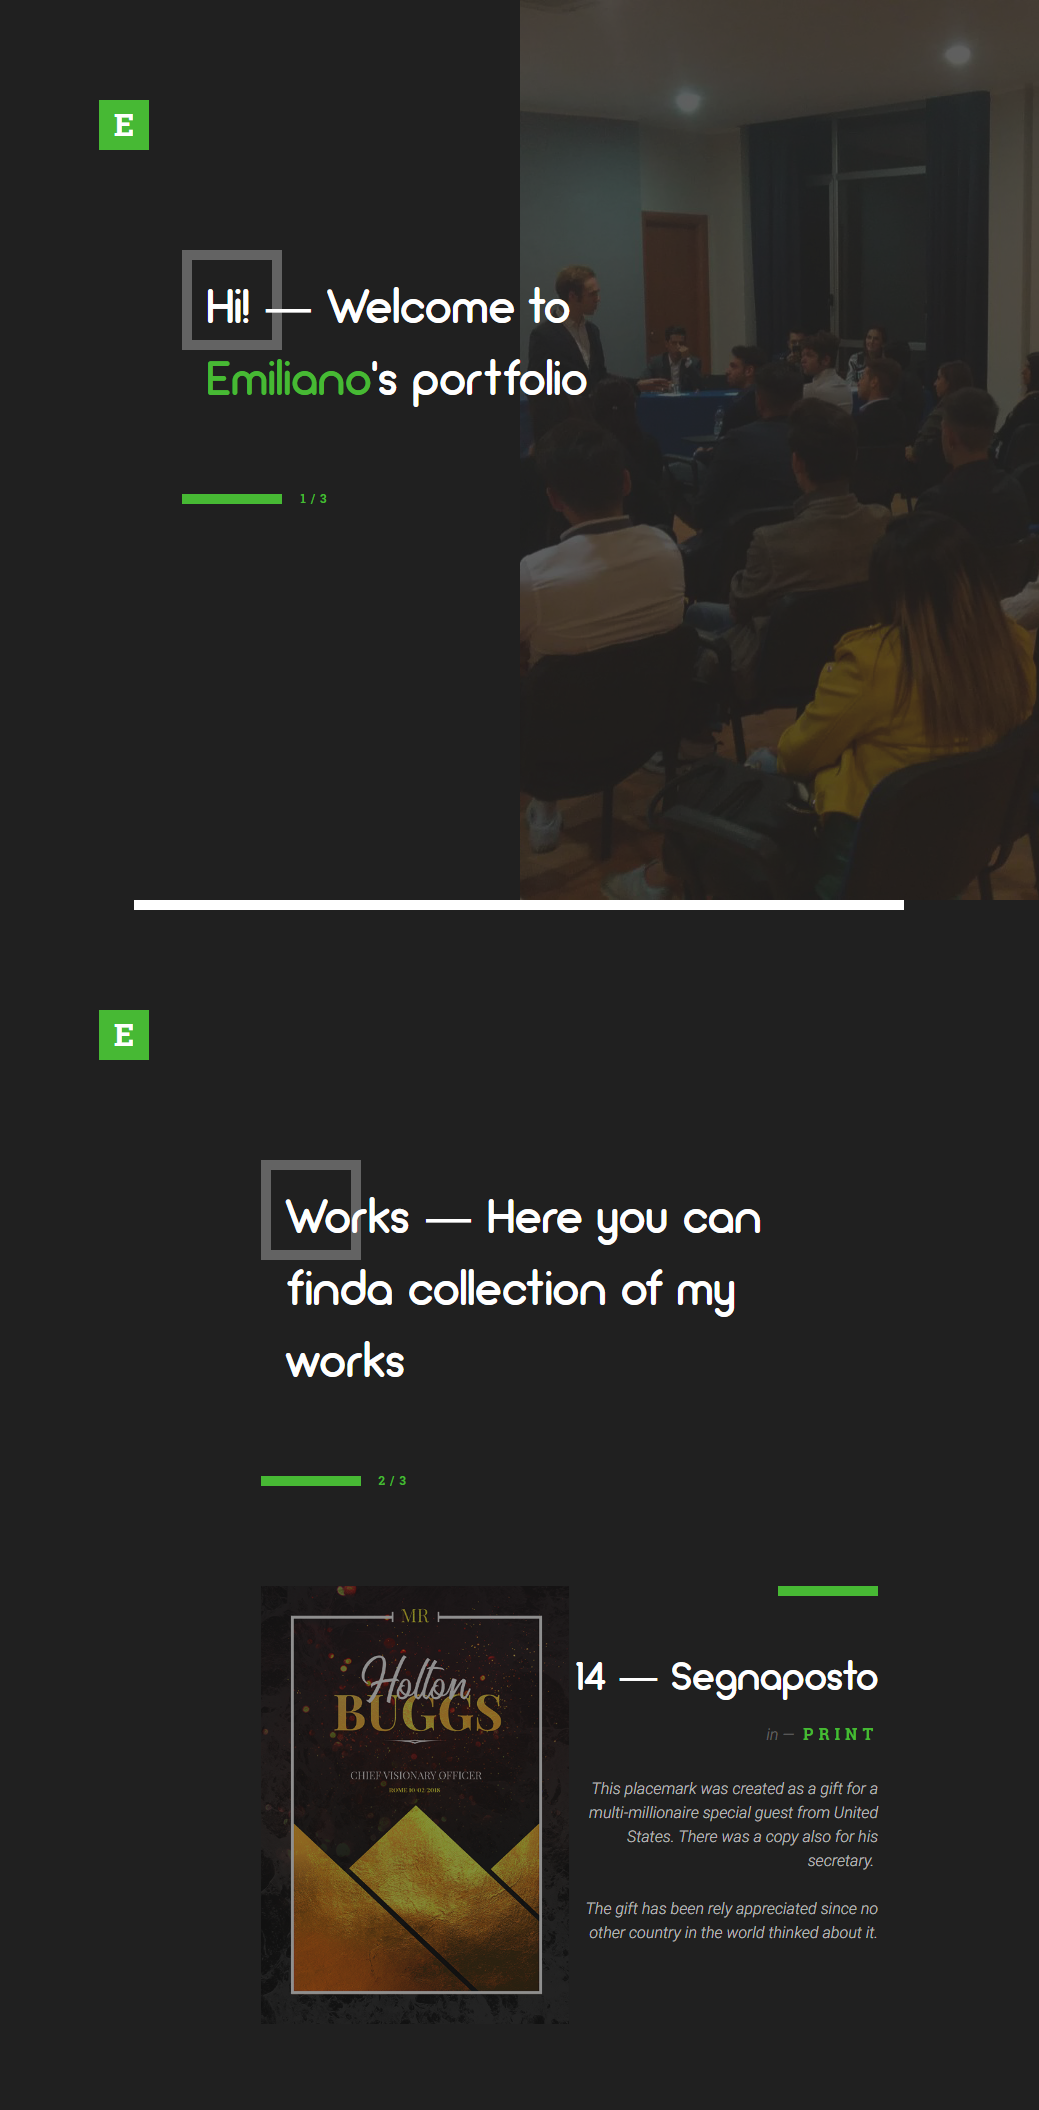 E
Hi! — Welcome to
Emiliano's portfolio
1 / 3
E
Works — Here you can
finda collection of my
works
2 / 3
MR
Holton
BUGGS
CHIEF VISIONARY OFFICER
ROME 10/02/2018
14 — Segnaposto
in — PRINT
This placemark was created as a gift for a
multi-millionaire special guest from United
States. There was a copy also for his
secretary.
The gift has been rely appreciated since no
other country in the world thinked about it.